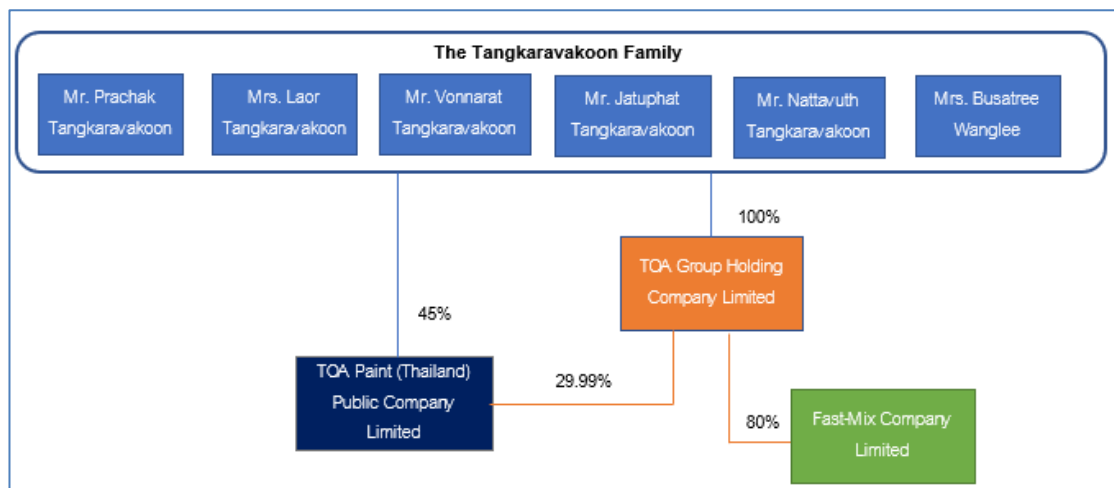 The Tangkaravakoon Family
Mr. Prachak
Tangkaravakoon
Mrs. Laor
Tangkaravakoon
Mr. Vonnarat
Tangkaravakoon
Mr. Jatuphat
Tangkaravakoon
Mr. Nattavuth
Tangkaravakoon
Mrs. Busatree
Wanglee
100%
TOA Group Holding
Company Limited
45%
TOA Paint (Thailand)
Public Company
Limited
29.99%
80%
Fast-Mix Company
Limited